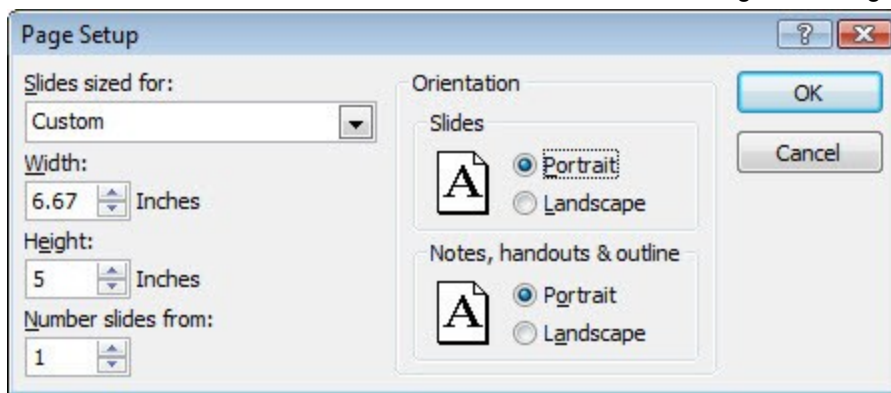 Page Setup
Slides sized for:
Custom
Width:
6.67 Inches
Height:
5 Inches
Number slides from:
1
Orientation
Slides
A
Portrait
Landscape
Notes, handouts & outline
A
Portrait
Landscape
OK
Cancel